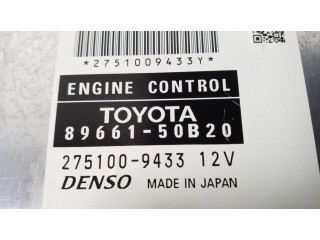 *2751009433Y*
ENGINE CONTROL
TOYOTA
89661-50B20
275100-9433 12V
DENSO MADE IN JAPAN